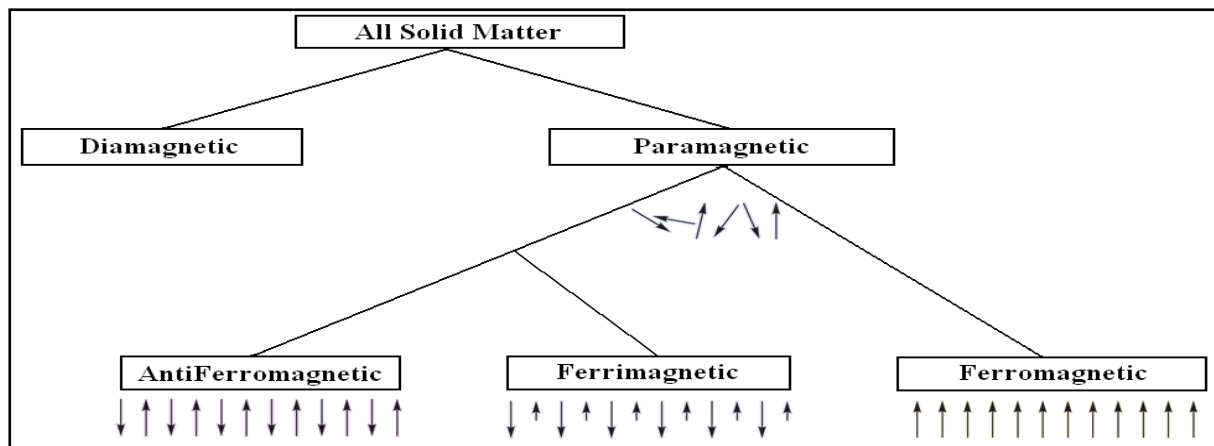 All Solid Matter
Diamagnetic
Paramagnetic
AntiFerromagnetic
Ferrimagnetic
Ferromagnetic